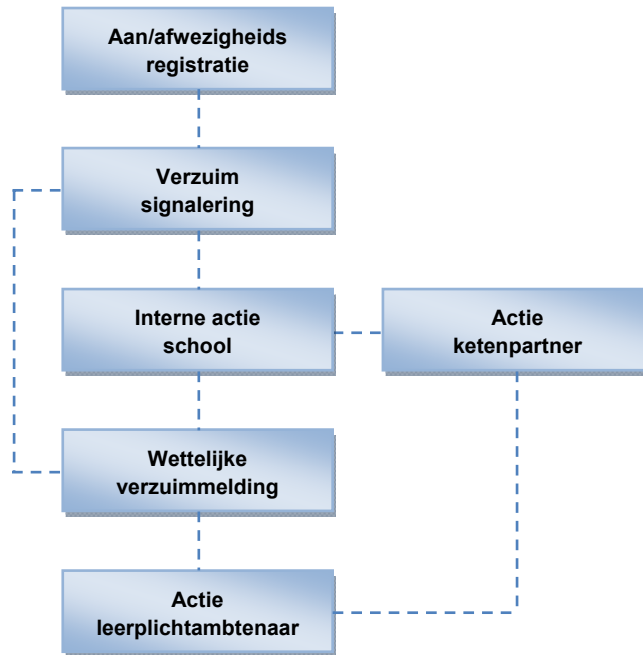 Aan/afwezigheids
registratie
Verzuim
signalering
Interne actie
school
Actie
ketenpartner
Wettelijke
verzuimmelding
Actie
leerplichtambtenaar